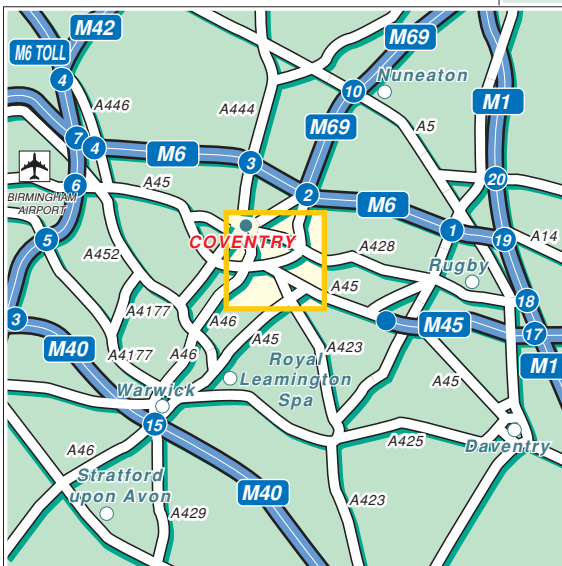 M42
M69
M6 TOLL
Nuneaton
4
10
A446
A444
M1
A5
M69
7
4
M6
3
20
BIRMINGHAM
AIRPORT
6
A45
2
M6
1
19
A14
5
COVENTRY
A428
A452
Rugby
A45
18
3
A4177
A46
M45
17
M40
A4177
A46
A45
A423
M1
Royal
Leamington
Spa
A45
Warwick
15
A425
Daventry
A46
Stratford
upon Avon
M40
A423
A429